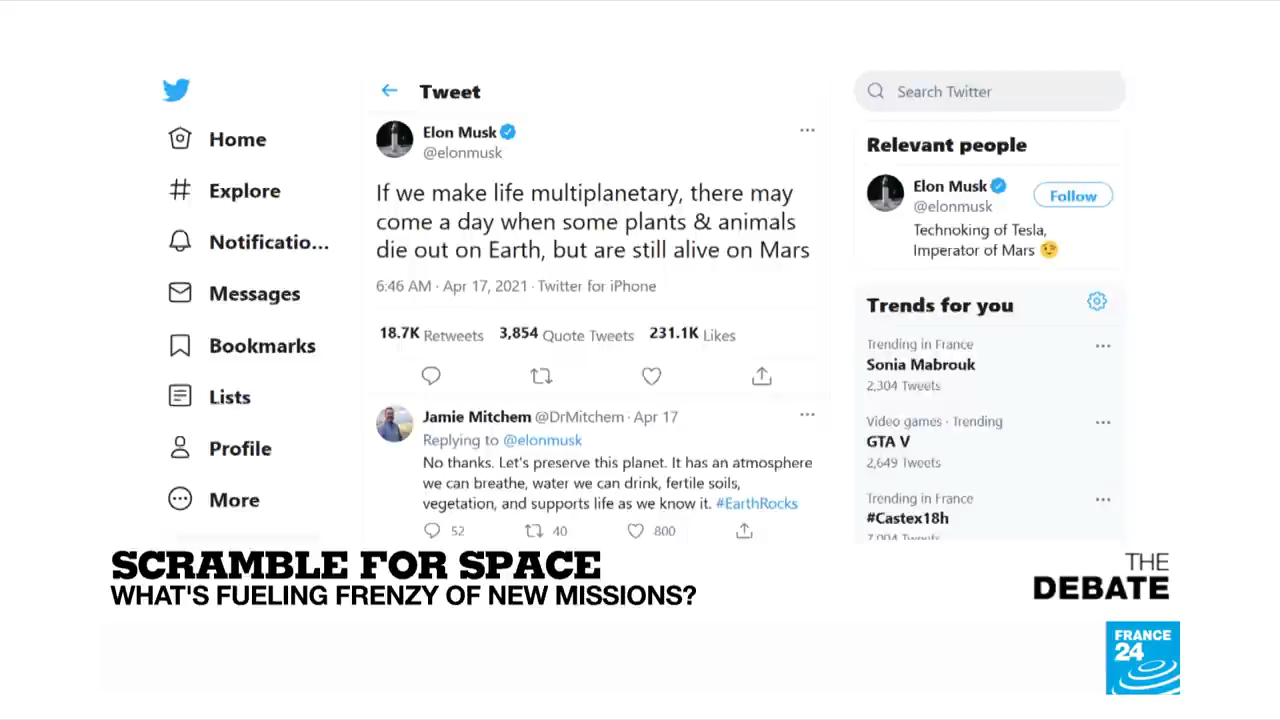 Home
Explore
Notificatio...
Messages
Bookmarks
Lists
Profile
More
Tweet
Elon Musk
@elonmusk
If we make life multiplanetary, there may
come a day when some plants & animals
die out on Earth, but are still alive on Mars
6:46 AM · Apr 17, 2021 · Twitter for iPhone
18.7K Retweets 3,854 Quote Tweets 231.1K Likes
Jamie Mitchem @DrMitchem · Apr 17
Replying to @elonmusk
No thanks. Let's preserve this planet. It has an atmosphere
we can breathe, water we can drink, fertile soils,
vegetation, and supports life as we know it. #EarthRocks
52 40 800
Search Twitter
Relevant people
Elon Musk
@elonmusk
Follow
Technoking of Tesla,
Imperator of Mars 😉
Trends for you
Trending in France
Sonia Mabrouk
2,304 Tweets
Video games · Trending
GTA V
2,649 Tweets
Trending in France
#Castex18h
7,004 Tweets
SCRAMBLE FOR SPACE
WHAT'S FUELING FRENZY OF NEW MISSIONS?
THE
DEBATE
FRANCE
24